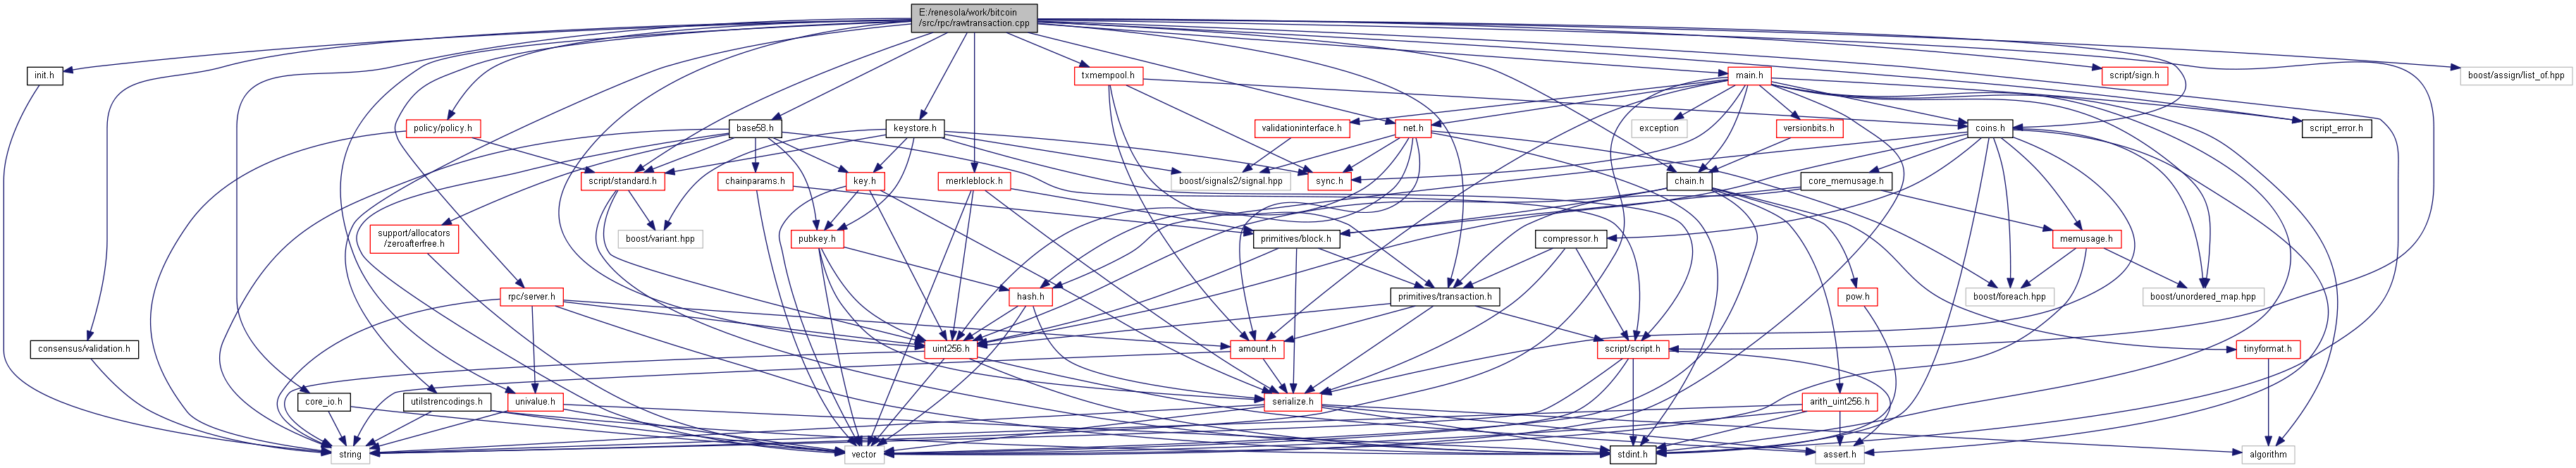 E:/renesola/work/bitcoin
/src/rpc/rawtransaction.cpp
init.h
txmempool.h
main.h
script/sign.h
boost/assign/list_of.hpp
policy/policy.h
base58.h
keystore.h
validationinterface.h
exception
versionbits.h
net.h
coins.h
script_error.h
script/standard.h
chainparams.h
key.h
merkleblock.h
boost/signals2/signal.hpp
sync.h
chain.h
core_memusage.h
support/allocators
/zeroafterfree.h
boost/variant.hpp
pubkey.h
primitives/block.h
compressor.h
memusage.h
rpc/server.h
hash.h
primitives/transaction.h
pow.h
boost/foreach.hpp
boost/unordered_map.hpp
consensus/validation.h
uint256.h
amount.h
script/script.h
tinyformat.h
core_io.h
utilstrencodings.h
univalue.h
serialize.h
arith_uint256.h
string
vector
stdint.h
assert.h
algorithm